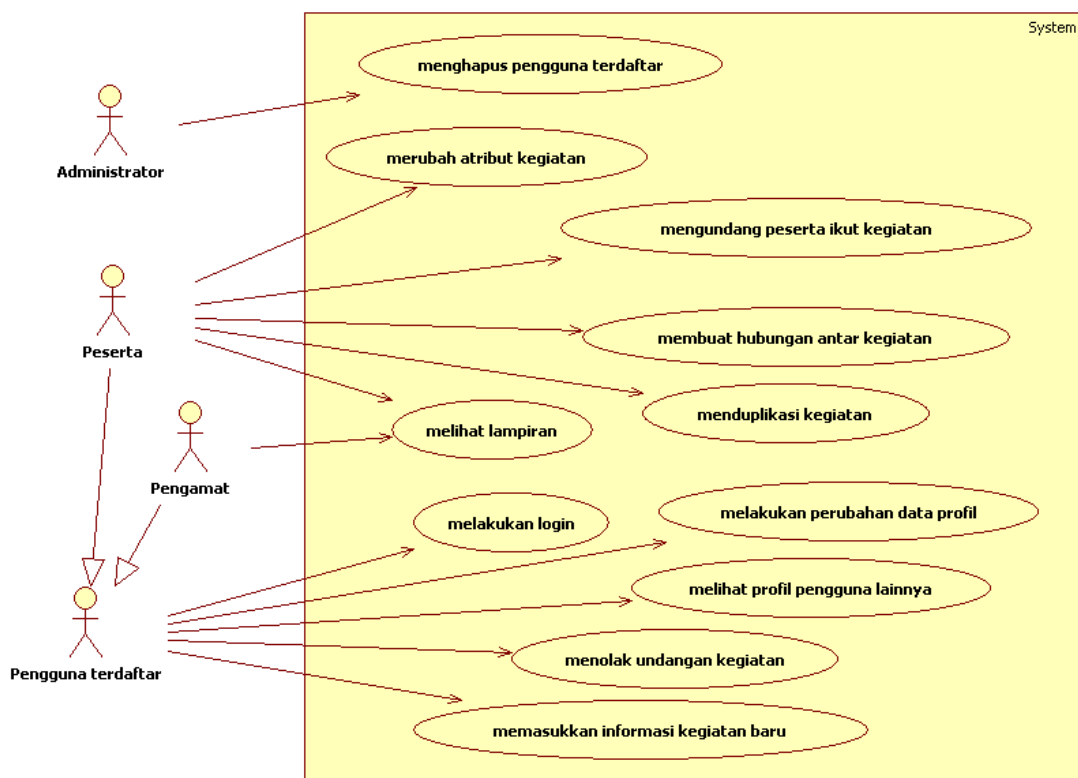 System
menghapus pengguna terdaftar
Administrator
merubah atribut kegiatan
mengundang peserta ikut kegiatan
Peserta
membuat hubungan antar kegiatan
menduplikasi kegiatan
melihat lampiran
Pengamat
melakukan login
melakukan perubahan data profil
melihat profil pengguna lainnya
Pengguna terdaftar
menolak undangan kegiatan
memasukkan informasi kegiatan baru